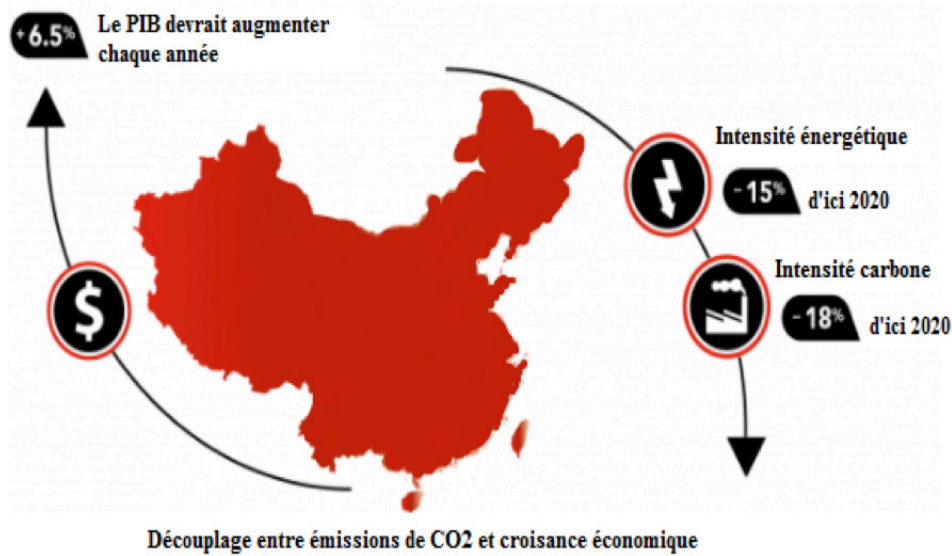 +6.5% Le PIB devrait augmenter
chaque année
Intensité énergétique
-15% d'ici 2020
Intensité carbone
-18% d'ici 2020
$
Découplage entre émissions de CO2 et croisance économique